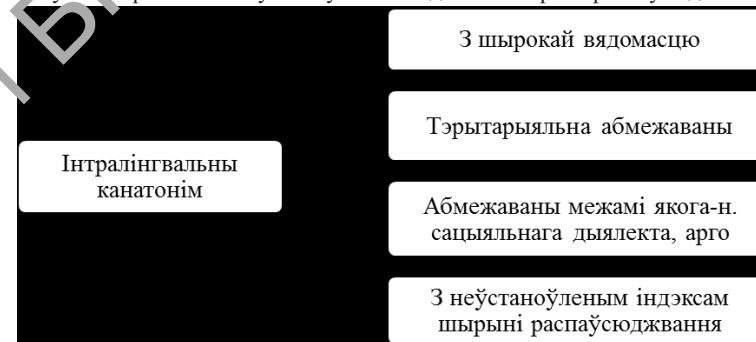 З шырокай вядомасцю
Тэрытарыяльна абмежаваны
Інтралінгвальны
канатонім
Абмежаваны межамі якога-н.
сацыяльнага дыялекта, арго
З неўстаноўленым індэксам
шырыні распаўсюджвання